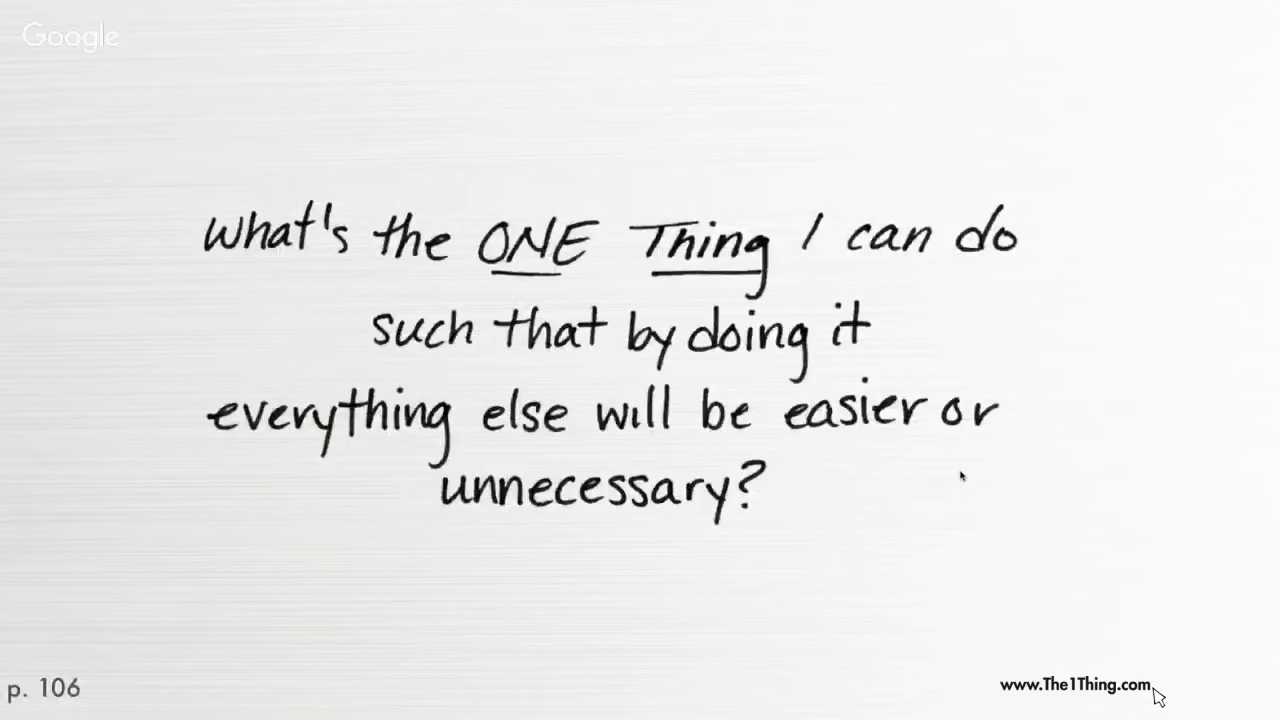 Google
what's the ONE Thing I can do
such that by doing it
everything else will be easier or
unnecessary?
p. 106
www.The1Thing.com